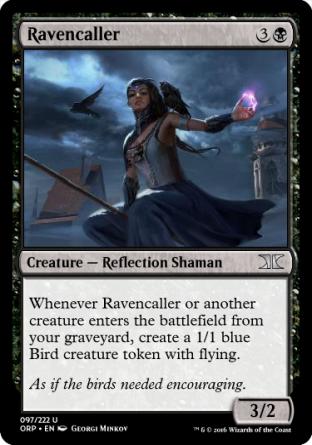 Ravencaller 3
Creature — Reflection Shaman
Whenever Ravencaller or another
creature enters the battlefield from
your graveyard, create a 1/1 blue
Bird creature token with flying.
As if the birds needed encouraging.
3/2
097/222 U
ORP • EN GEORGI MINKOV
™ & © 2016 Wizards of the Coast